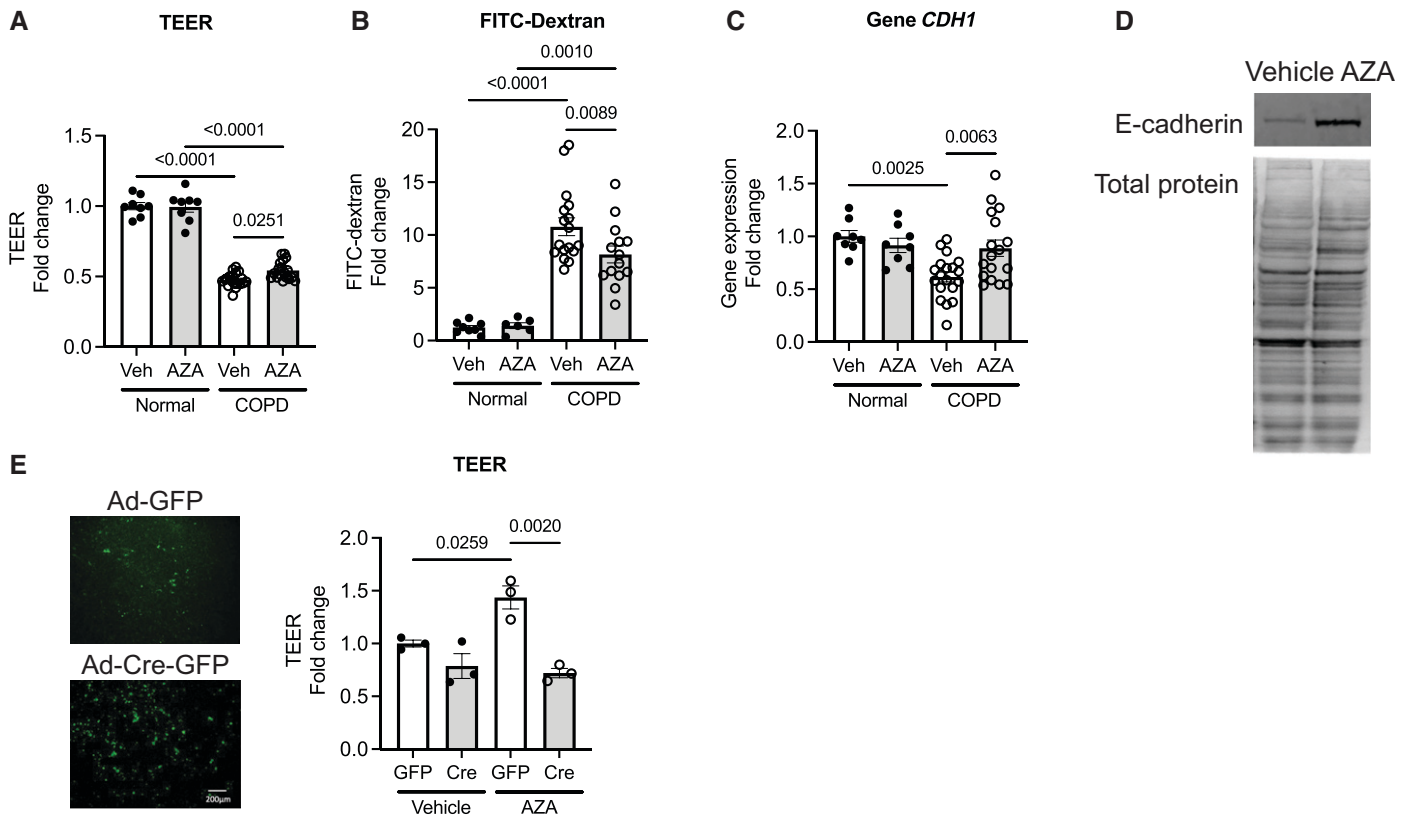 A
TEER
<0.0001
<0.0001
0.0251
TEER
Fold change
1.5
1.0
0.5
0.0
Veh AZA Veh AZA
Normal COPD
B
FITC-Dextran
0.0010
<0.0001
0.0089
FITC-dextran
Fold change
20
15
10
5
0
Veh AZA Veh AZA
Normal COPD
C
Gene CDH1
0.0063
0.0025
Gene expression
Fold change
2.0
1.5
1.0
0.5
0.0
Veh AZA Veh AZA
Normal COPD
D
Vehicle AZA
E-cadherin
Total protein
E
Ad-GFP
Ad-Cre-GFP
200µm
TEER
0.0020
0.0259
TEER
Fold change
2.0
1.5
1.0
0.5
0.0
GFP Cre GFP Cre
Vehicle AZA